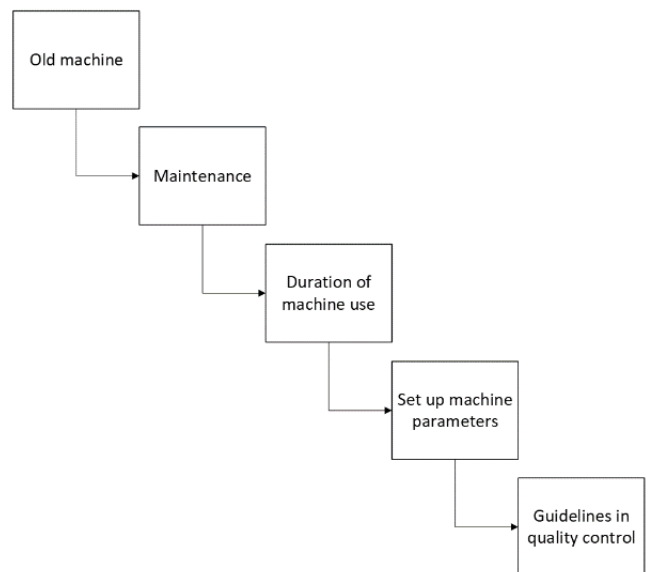 Old machine
Maintenance
Duration of
machine use
Set up machine
parameters
Guidelines in
quality control